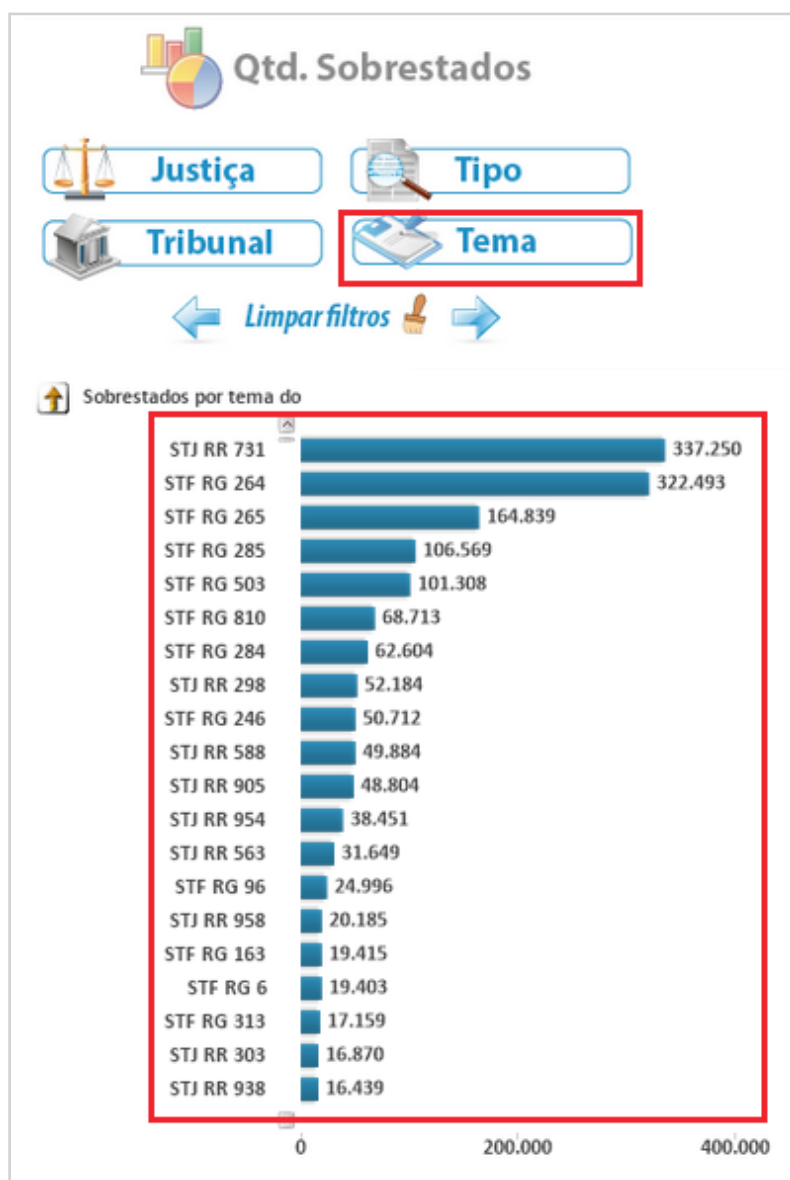 Qtd. Sobrestados
Justiça
Tipo
Tribunal
Tema
Limpar filtros
Sobrestados por tema do
STJ RR 731 337.250
STF RG 264 322.493
STF RG 265 164.839
STF RG 285 106.569
STF RG 503 101.308
STF RG 810 68.713
STF RG 284 62.604
STJ RR 298 52.184
STF RG 246 50.712
STJ RR 588 49.884
STJ RR 905 48.804
STJ RR 954 38.451
STJ RR 563 31.649
STF RG 96 24.996
STJ RR 958 20.185
STF RG 163 19.415
STF RG 6 19.403
STF RG 313 17.159
STJ RR 303 16.870
STJ RR 938 16.439
0 200.000 400.000